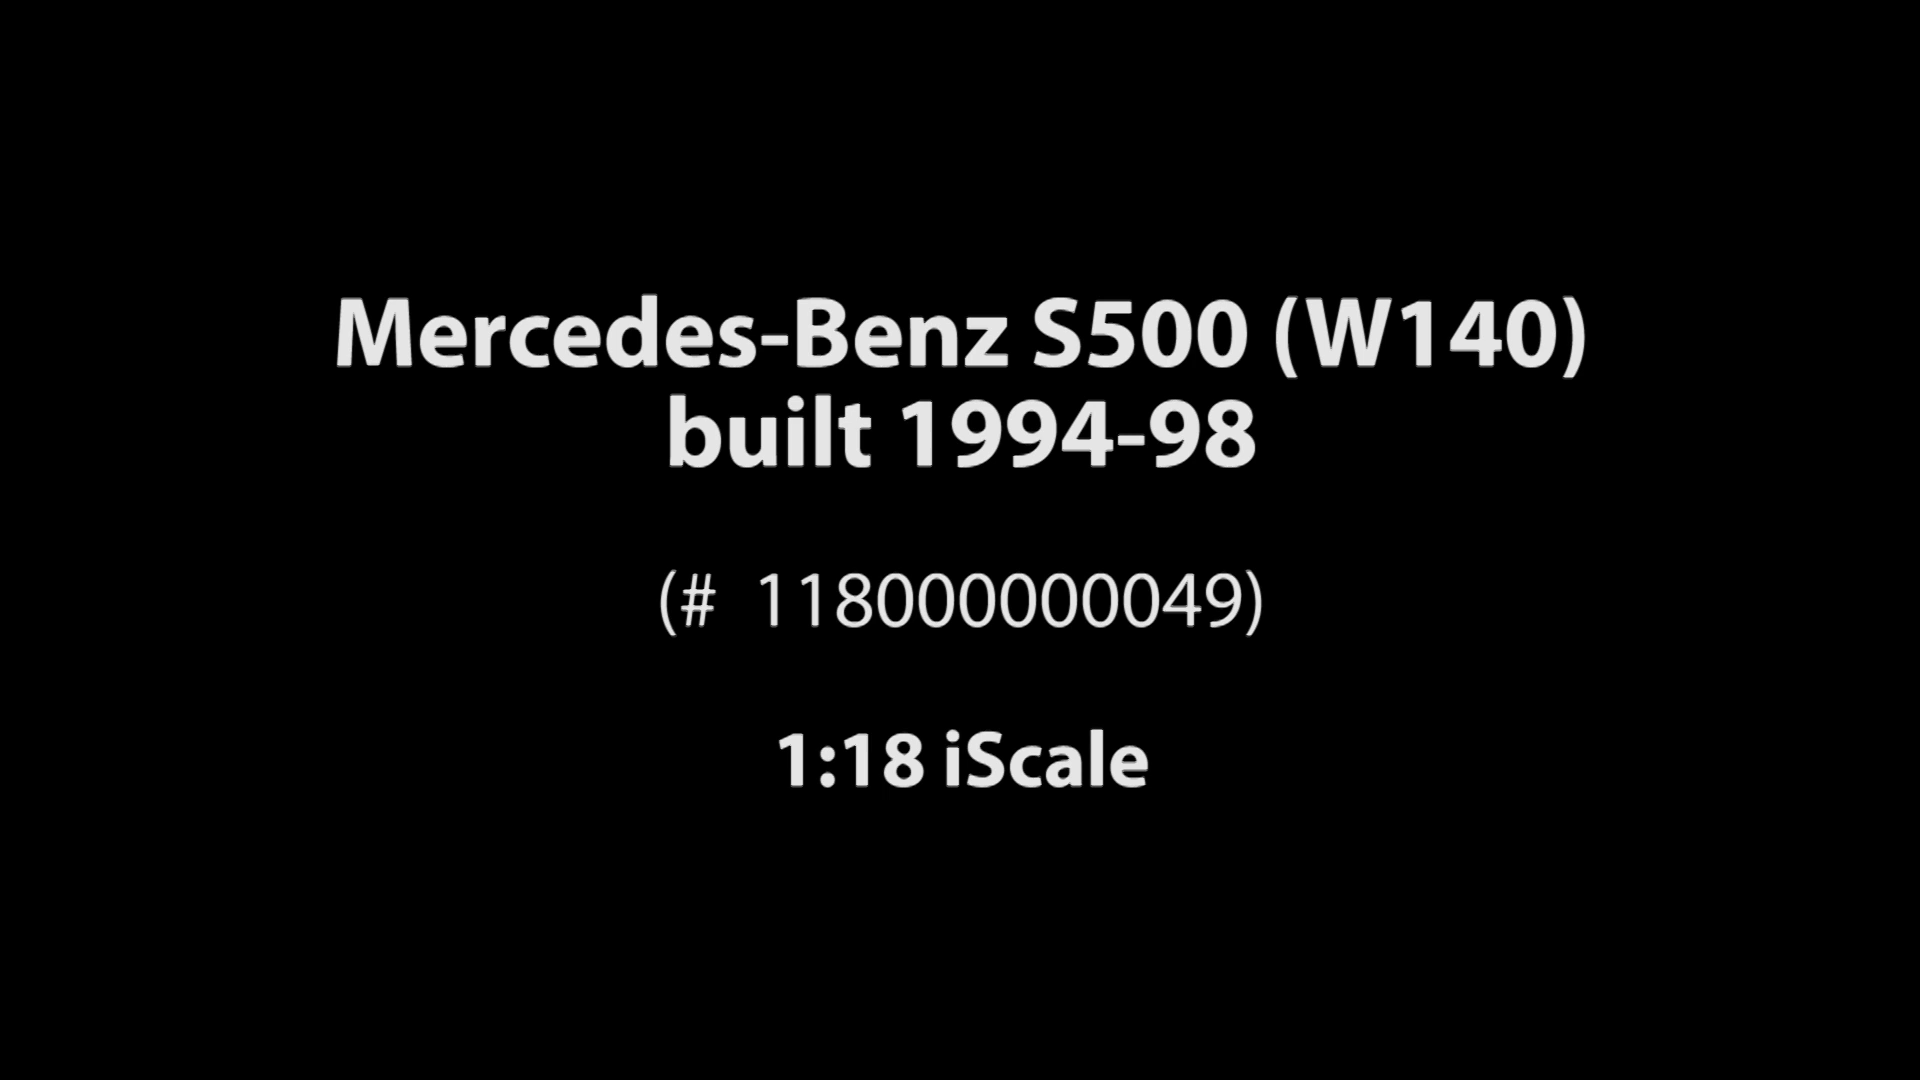 Mercedes-Benz S500 (W140)
built 1994-98
(# 118000000049)
1:18 iScale